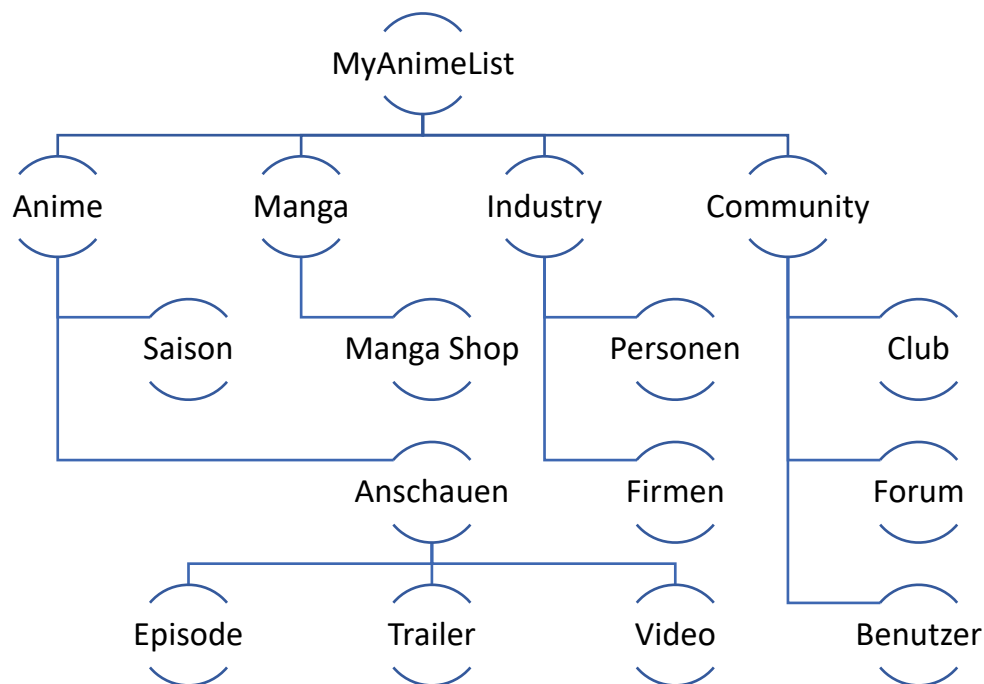 MyAnimeList
Anime
Manga
Industry
Community
Saison
Manga Shop
Personen
Club
Anschauen
Firmen
Forum
Episode
Trailer
Video
Benutzer